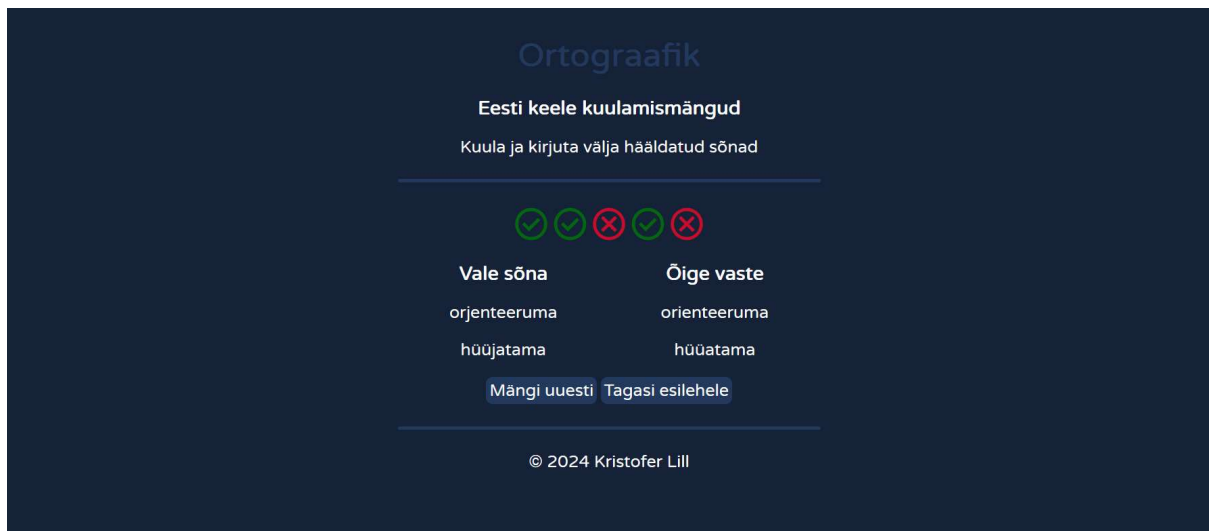 Ortograafik
Eesti keele kuulamismängud
Kuula ja kirjuta välja hääldatud sõnad
Vale sõna Õige vaste
orjenteeruma orienteeruma
hüüjatama hüüatama
Mängi uuesti Tagasi esilehele
© 2024 Kristofer Lill